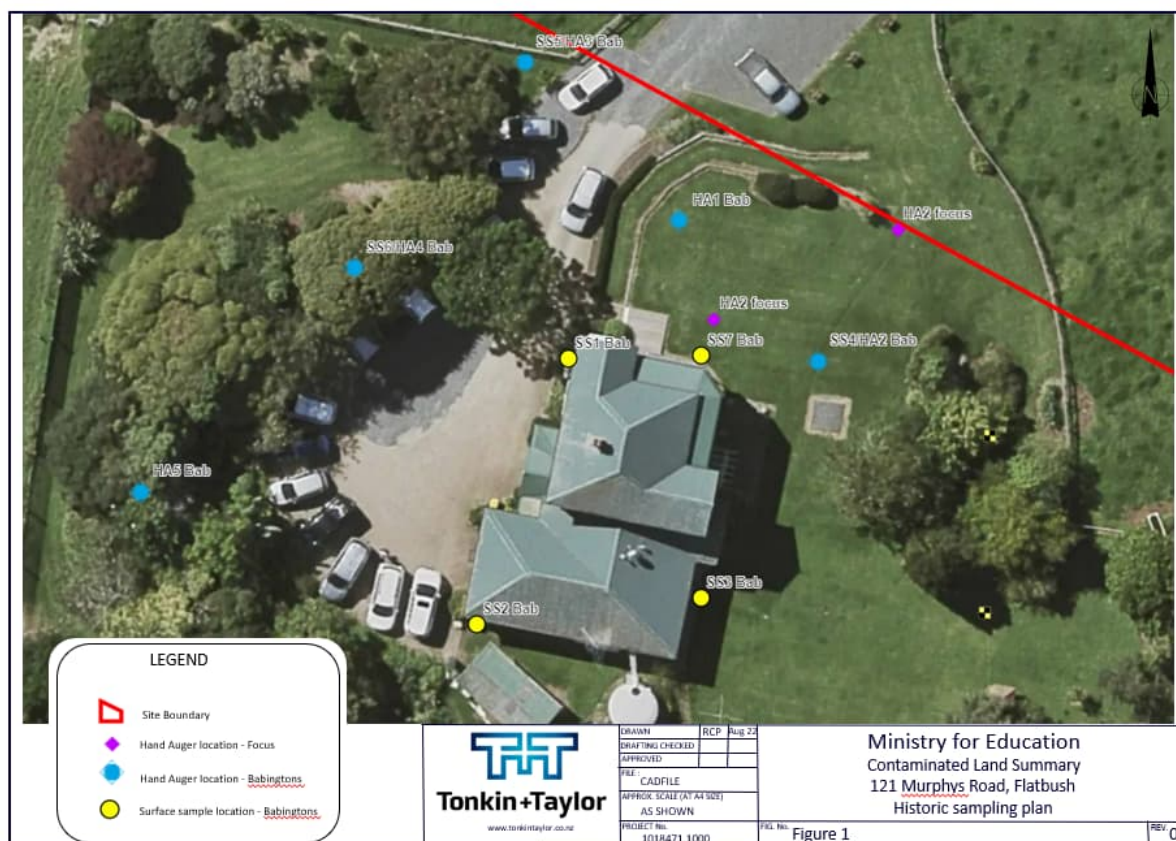 SS5/HA3 Bab
HA1 Bab
HA2 focus
SS6/HA4 Bab
HA2 focus
SS1 Bab
SS7 Bab
SS4/HA2 Bab
HA5 Bab
SS3 Bab
SS2 Bab
N
LEGEND
Site Boundary
Hand Auger location - Focus
Hand Auger location - Babingtons
Surface sample location - Babingtons
Tonkin+Taylor
www.tonkintaylor.co.nz
DRAWN RCP Aug 22
DRAFTING CHECKED
APPROVED
FILE :
CADFILE
APPROX. SCALE (AT A4 SIZE)
AS SHOWN
PROJECT No.
1018471.1000
Ministry for Education
Contaminated Land Summary
121 Murphys Road, Flatbush
Historic sampling plan
FIG. No. Figure 1
REV. 0